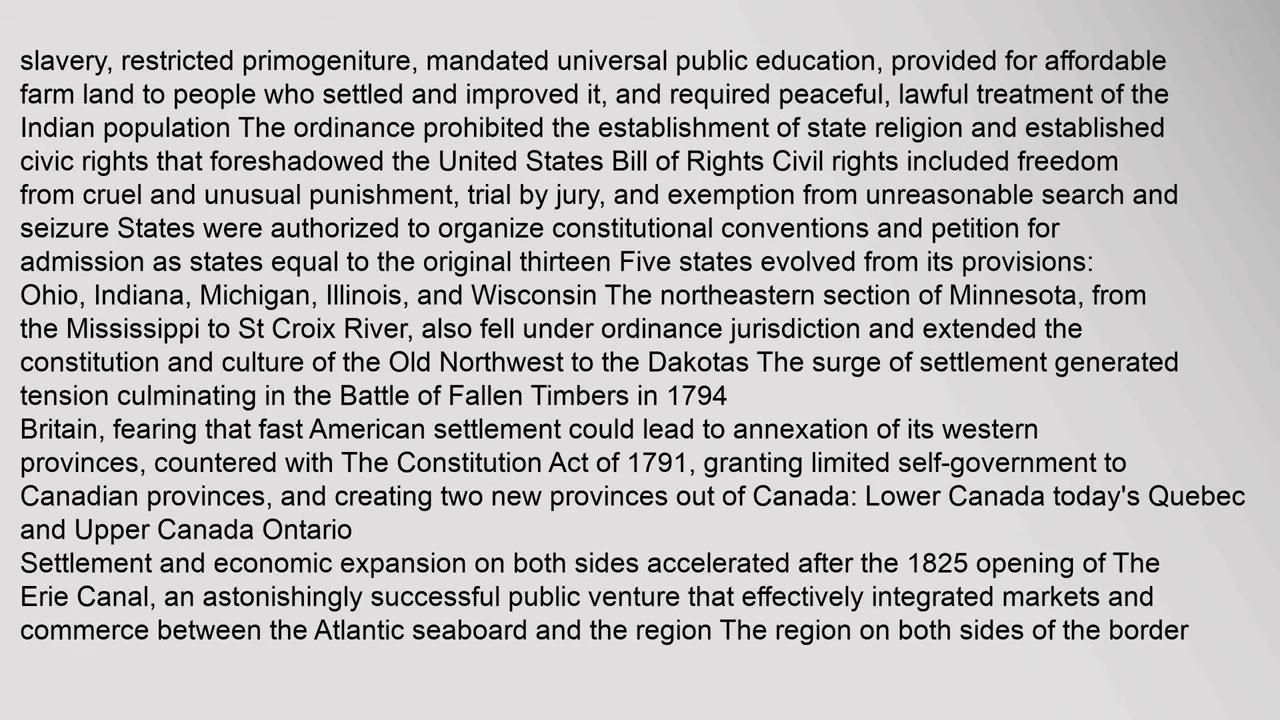 slavery, restricted primogeniture, mandated universal public education, provided for affordable
farm land to people who settled and improved it, and required peaceful, lawful treatment of the
Indian population The ordinance prohibited the establishment of state religion and established
civic rights that foreshadowed the United States Bill of Rights Civil rights included freedom
from cruel and unusual punishment, trial by jury, and exemption from unreasonable search and
seizure States were authorized to organize constitutional conventions and petition for
admission as states equal to the original thirteen Five states evolved from its provisions:
Ohio, Indiana, Michigan, Illinois, and Wisconsin The northeastern section of Minnesota, from
the Mississippi to St Croix River, also fell under ordinance jurisdiction and extended the
constitution and culture of the Old Northwest to the Dakotas The surge of settlement generated
tension culminating in the Battle of Fallen Timbers in 1794
Britain, fearing that fast American settlement could lead to annexation of its western
provinces, countered with The Constitution Act of 1791, granting limited self-government to
Canadian provinces, and creating two new provinces out of Canada: Lower Canada today's Quebec
and Upper Canada Ontario
Settlement and economic expansion on both sides accelerated after the 1825 opening of The
Erie Canal, an astonishingly successful public venture that effectively integrated markets and
commerce between the Atlantic seaboard and the region The region on both sides of the border